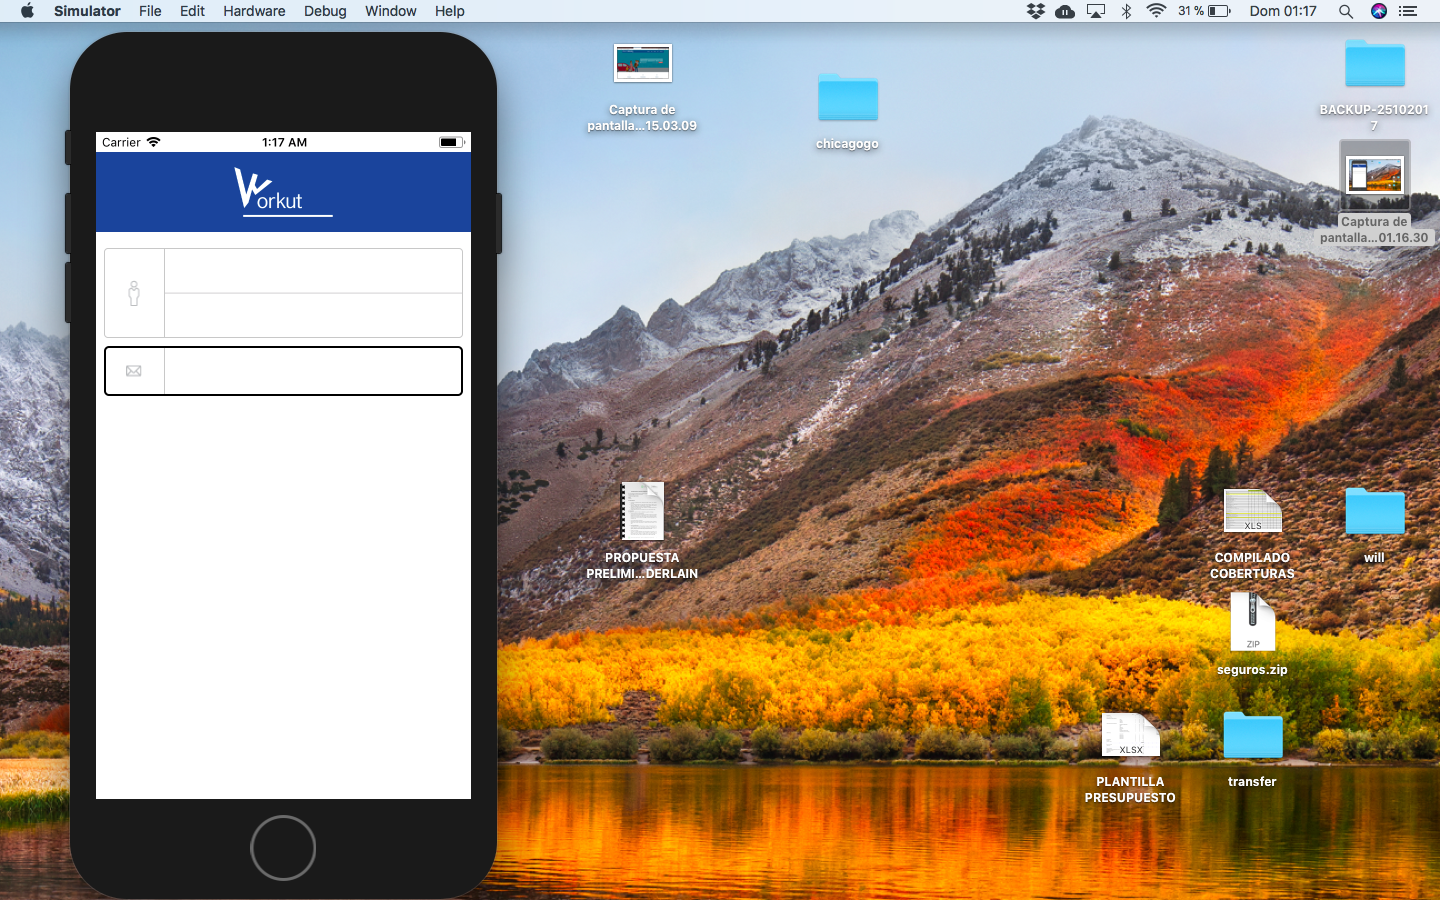 Simulator File Edit Hardware Debug Window Help 31 % Dom 01:17
Carrier 1:17 AM
Workut
Captura de
pantalla...15.03.09
chicagogo
BACKUP-2510201
7
Captura de
pantalla...01.16.30
PROPUESTA
PRELIMI...DERLAIN
XLS
COMPILADO
COBERTURAS
will
ZIP
seguros.zip
XLSX
PLANTILLA
PRESUPUESTO
transfer